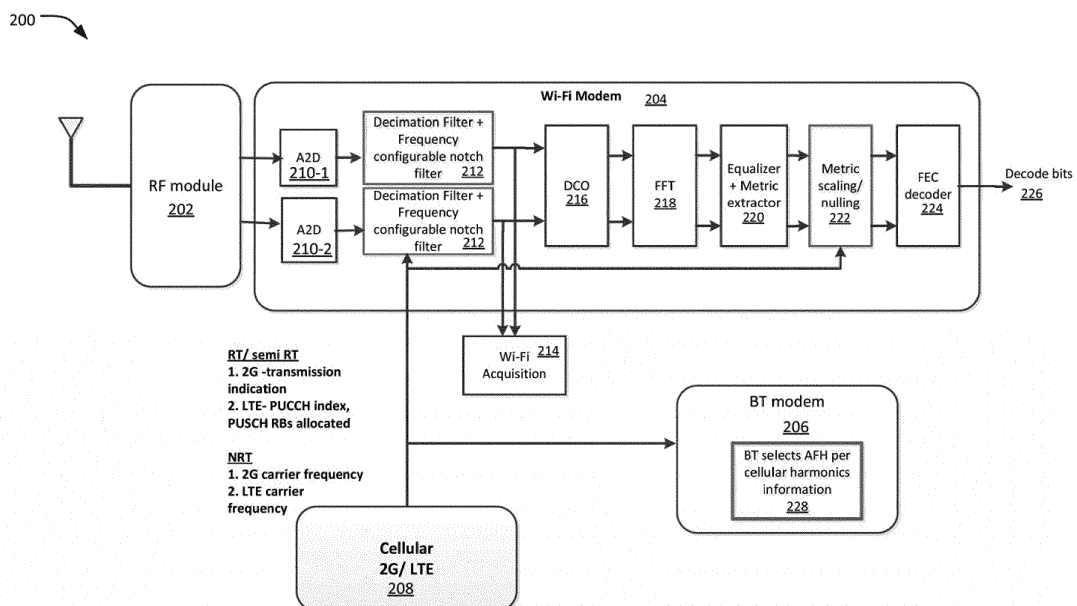 200
Wi-Fi Modem 204
RF module
202
A2D
210-1
A2D
210-2
Decimation Filter +
Frequency
configurable notch
filter 212
Decimation Filter +
Frequency
configurable notch
filter 212
DCO
216
FFT
218
Equalizer
+ Metric
extractor
220
Metric
scaling/
nulling
222
FEC
decoder
224
Decode bits
226
Wi-Fi 214
Acquisition
RT/ semi RT
1. 2G -transmission
indication
2. LTE- PUCCH index,
PUSCH RBs allocated
NRT
1. 2G carrier frequency
2. LTE carrier
frequency
BT modem
206
BT selects AFH per
cellular harmonics
information
228
Cellular
2G/ LTE
208